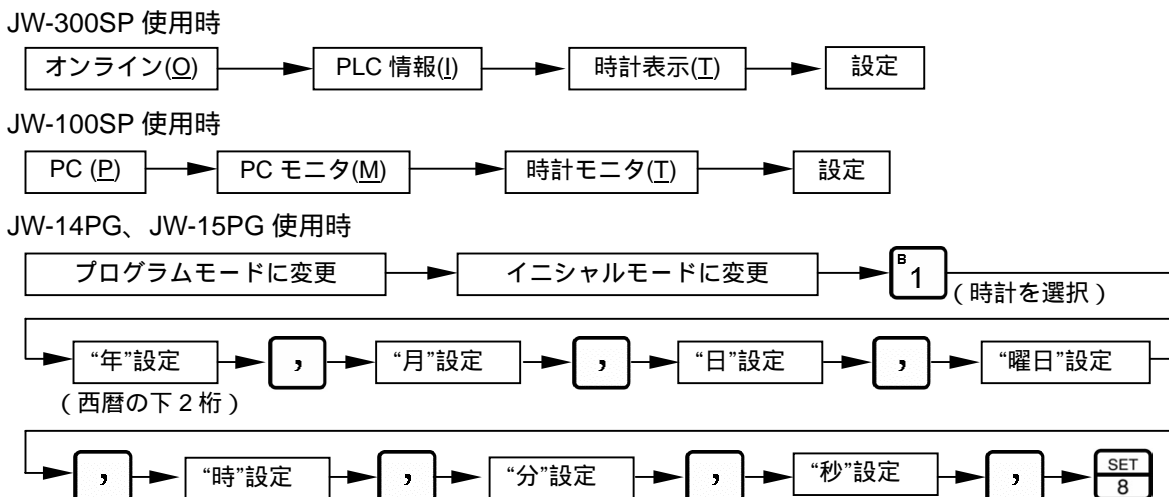 JW-300SP 使用時
オンライン(O) PLC 情報(I) 時計表示(T) 設定
JW-100SP 使用時
PC (P) PC モニタ(M) 時計モニタ(T) 設定
JW-14PG、JW-15PG 使用時
プログラムモードに変更 イニシャルモードに変更 B 1 (時計を選択)
“年”設定 , “月”設定 , “日”設定 , “曜日”設定
(西暦の下 2 桁)
, “時”設定 , “分”設定 , “秒”設定 , SET 8